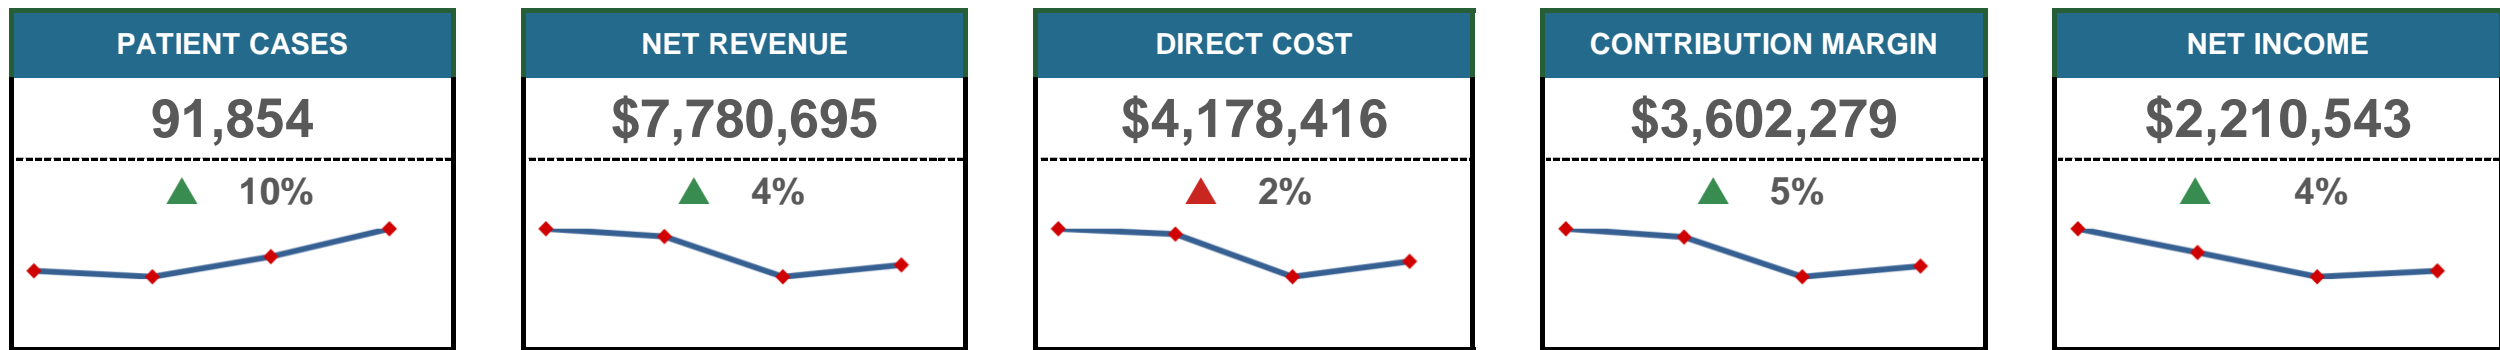 PATIENT CASES
91,854
10%
NET REVENUE
$7,780,695
4%
DIRECT COST
$4,178,416
2%
CONTRIBUTION MARGIN
$3,602,279
5%
NET INCOME
$2,210,543
4%